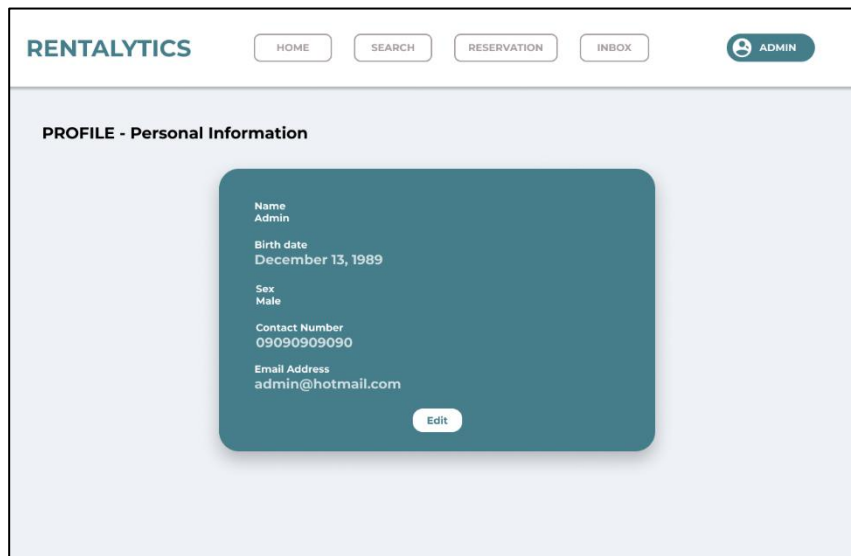 RENTALYTICS
HOME
SEARCH
RESERVATION
INBOX
ADMIN
PROFILE - Personal Information
Name
Admin
Birth date
December 13, 1989
Sex
Male
Contact Number
09090909090
Email Address
admin@hotmail.com
Edit